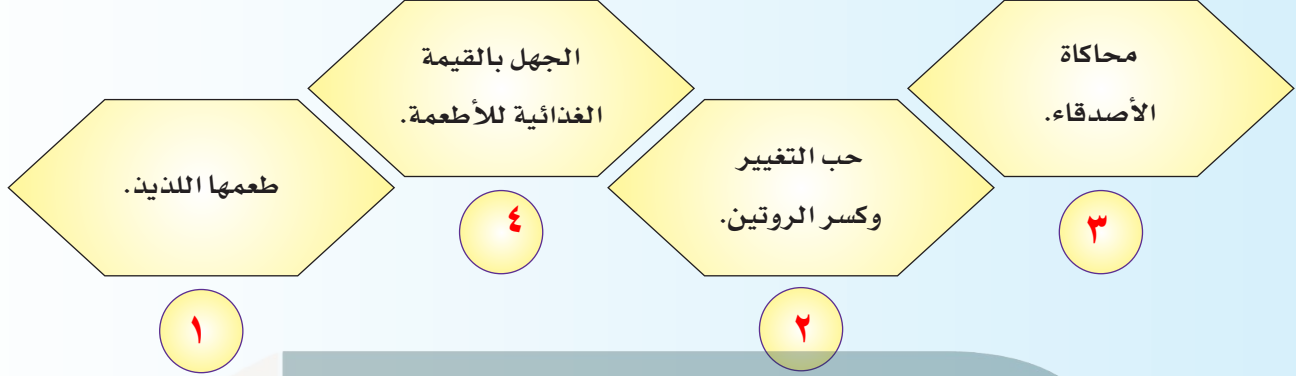 محاكاة
الأصدقاء.
٣
حب التغيير
وكسر الروتين.
٢
الجهل بالقيمة
الغذائية للأطعمة.
٤
طعمها اللذيذ.
١